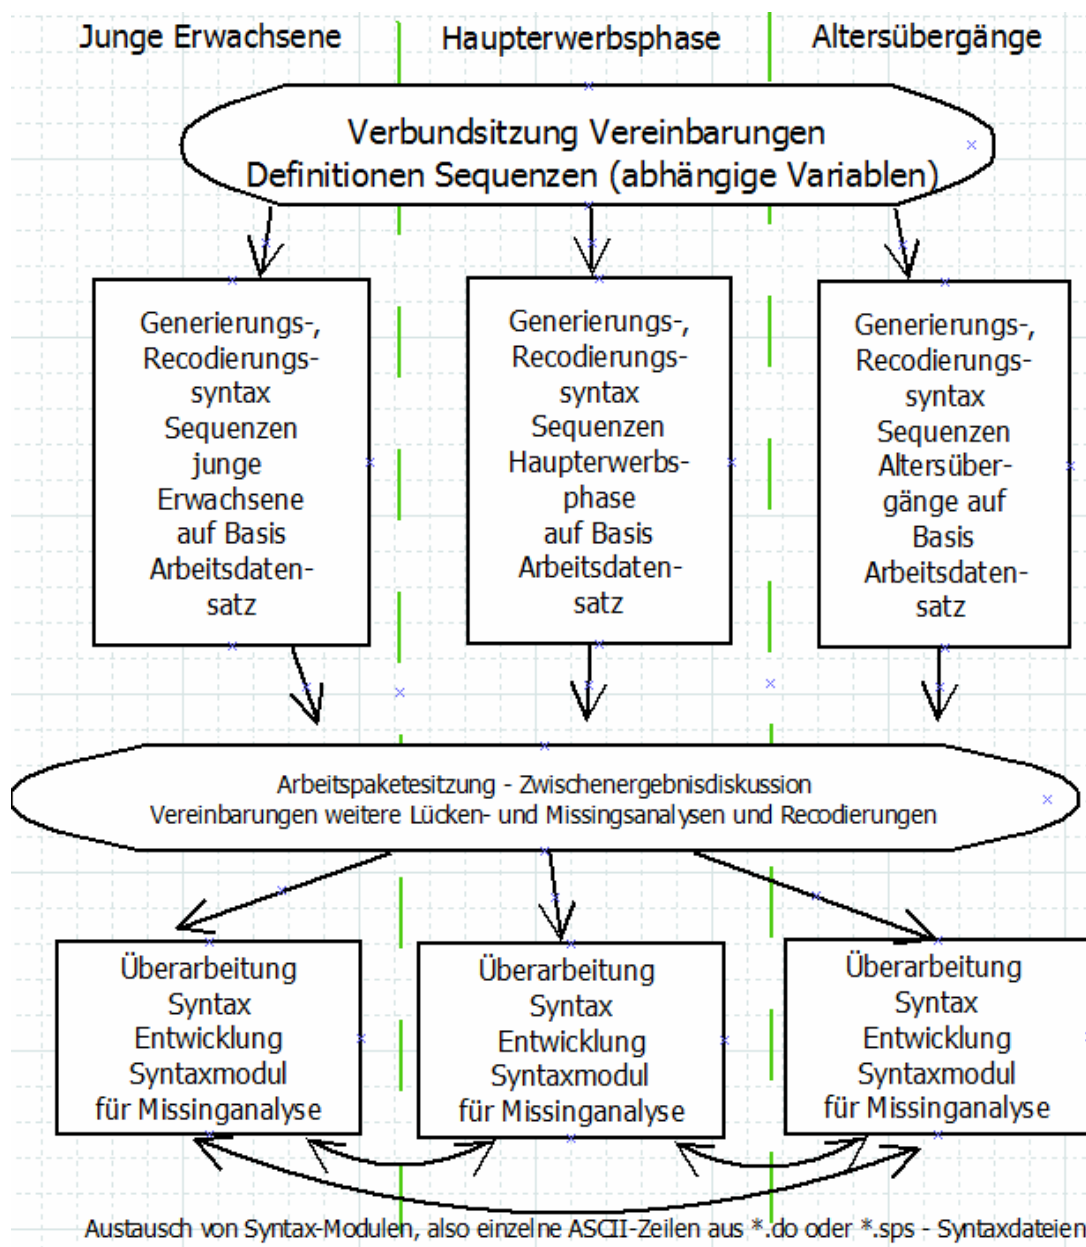 Junge Erwachsene
Haupterwerbsphase
Altersübergänge
Verbundsitzung Vereinbarungen
Definitionen Sequenzen (abhängige Variablen)
Generierungs-,
Recodierungs-
syntax
Sequenzen
junge
Erwachsene
auf Basis
Arbeitsdaten-
satz
Generierungs-,
Recodierungs-
syntax
Sequenzen
Haupterwerbs-
phase
auf Basis
Arbeitsdaten-
satz
Generierungs-,
Recodierungs-
syntax
Sequenzen
Altersüber-
gänge auf
Basis
Arbeitsdaten-
satz
Arbeitspaketesitzung - Zwischenergebnisdiskussion
Vereinbarungen weitere Lücken- und Missingsanalysen und Recodierungen
Überarbeitung
Syntax
Entwicklung
Syntaxmodul
für Missinganalyse
Überarbeitung
Syntax
Entwicklung
Syntaxmodul
für Missinganalyse
Überarbeitung
Syntax
Entwicklung
Syntaxmodul
für Missinganalyse
Austausch von Syntax-Modulen, also einzelne ASCII-Zeilen aus *.do oder *.sps - Syntaxdateien